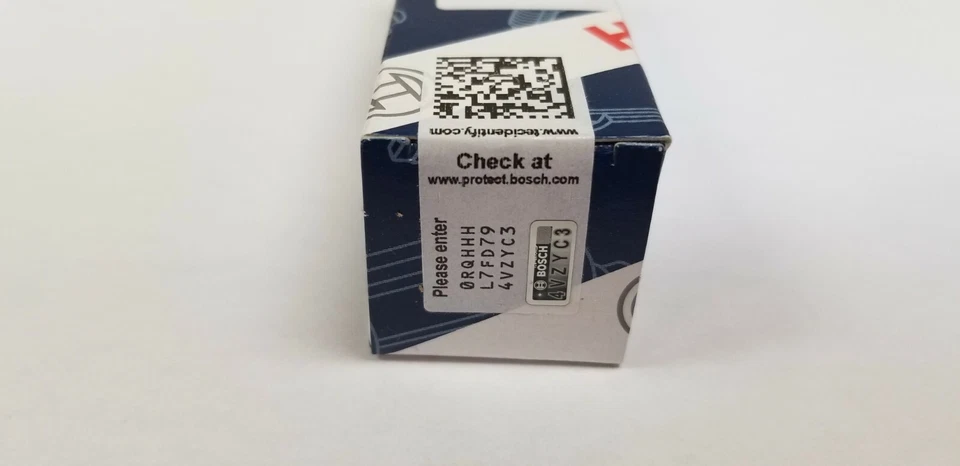 www.tecidentify.com
Check at
www.protect.bosch.com
Please enter
0RQHHH
L7FD79
4VZYC3
BOSCH
4VZYC3